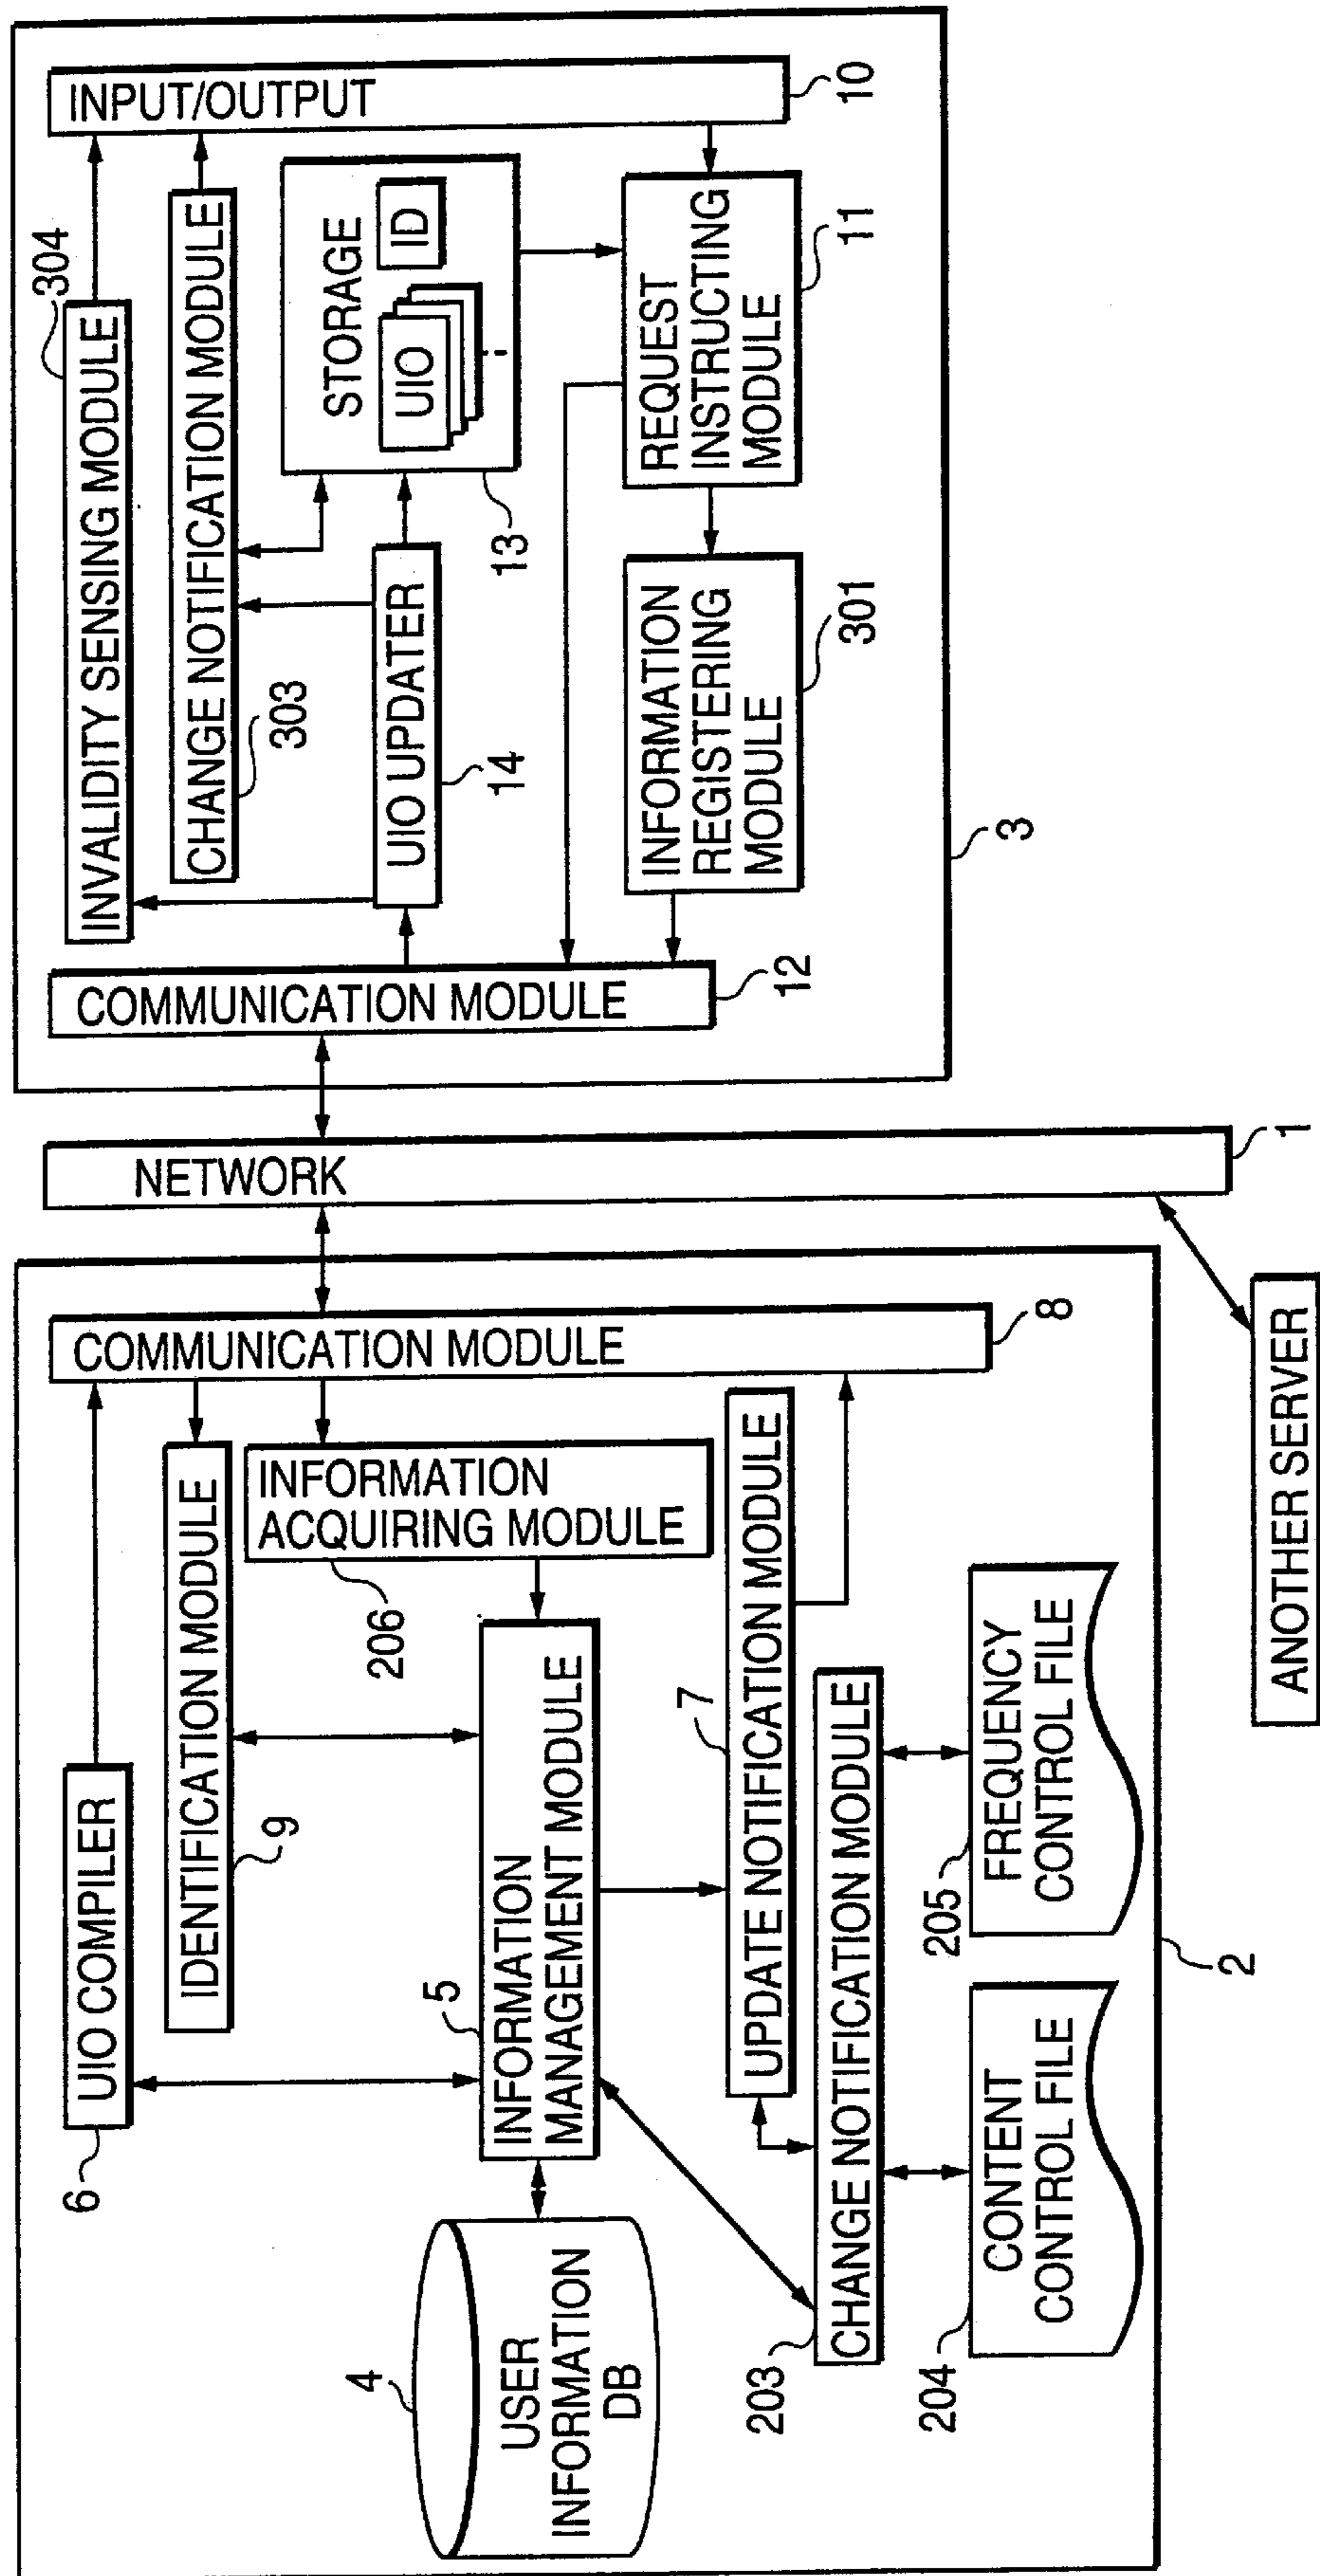 4
USER
INFORMATION
DB
6
UIO COMPILER
9
IDENTIFICATION MODULE
206
INFORMATION
ACQUIRING MODULE
5
INFORMATION
MANAGEMENT MODULE
7
UPDATE NOTIFICATION MODULE
203
CHANGE NOTIFICATION MODULE
204
CONTENT
CONTROL FILE
205
FREQUENCY
CONTROL FILE
COMMUNICATION MODULE
8
2
NETWORK
1
ANOTHER SERVER
COMMUNICATION MODULE
12
INVALIDITY SENSING MODULE
304
CHANGE NOTIFICATION MODULE
303
UIO UPDATER
14
STORAGE
UIO
ID
13
INFORMATION
REGISTERING
MODULE
301
REQUEST
INSTRUCTING
MODULE
11
INPUT/OUTPUT
10
3